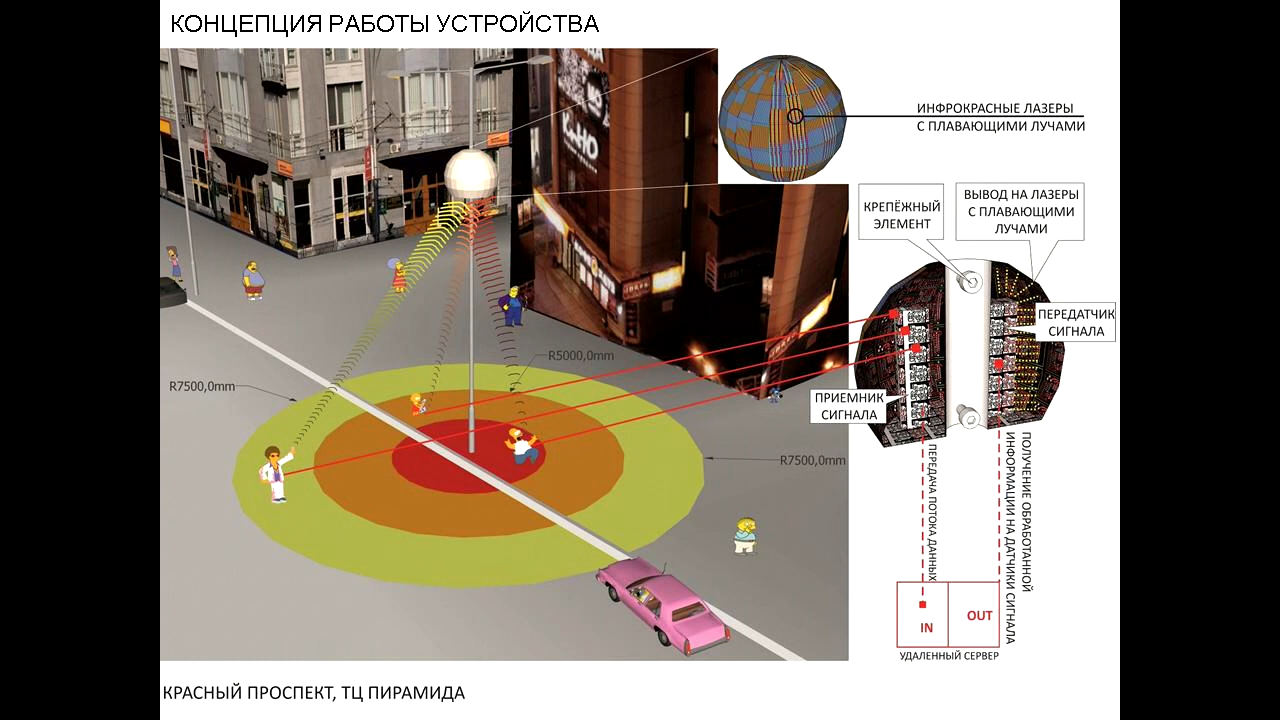 КОНЦЕПЦИЯ РАБОТЫ УСТРОЙСТВА
ИНФРОКРАСНЫЕ ЛАЗЕРЫ
С ПЛАВАЮЩИМИ ЛУЧАМИ
КРЕПЁЖНЫЙ
ЭЛЕМЕНТ
ВЫВОД НА ЛАЗЕРЫ
С ПЛАВАЮЩИМИ
ЛУЧАМИ
ПЕРЕДАТЧИК
СИГНАЛА
R5000,0mm
R7500,0mm
ПРИЕМНИК
СИГНАЛА
R7500,0mm
ПЕРЕДАЧА ПОТОКА ДАННЫХ
ПОЛУЧЕНИЕ ОБРАБОТАННОЙ
ИНФОРМАЦИИ НА ДАТЧИКИ СИГНАЛА
IN
OUT
УДАЛЕННЫЙ СЕРВЕР
КРАСНЫЙ ПРОСПЕКТ, ТЦ ПИРАМИДА